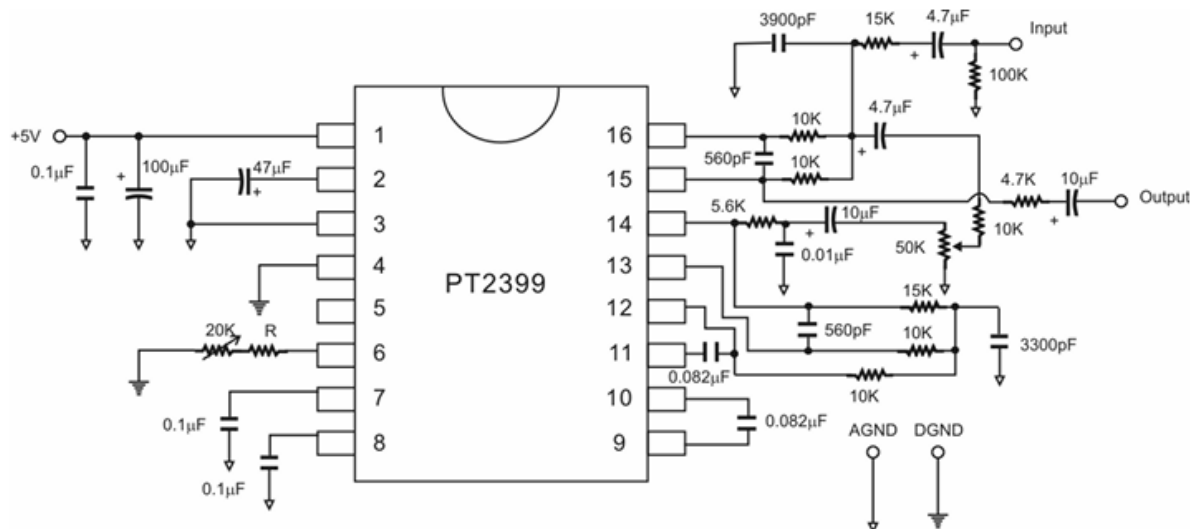 3900pF
15K
4.7µF
+
Input
100K
+5V
0.1µF
+
100µF
47µF
+
1
2
3
4
5
6
7
8
PT2399
16
15
14
13
12
11
10
9
10K
560pF
10K
4.7µF
+
4.7K
10µF
+
Output
5.6K
10µF
+
0.01µF
50K
10K
15K
560pF
10K
3300pF
0.082µF
10K
0.082µF
20K
R
0.1µF
0.1µF
AGND
DGND